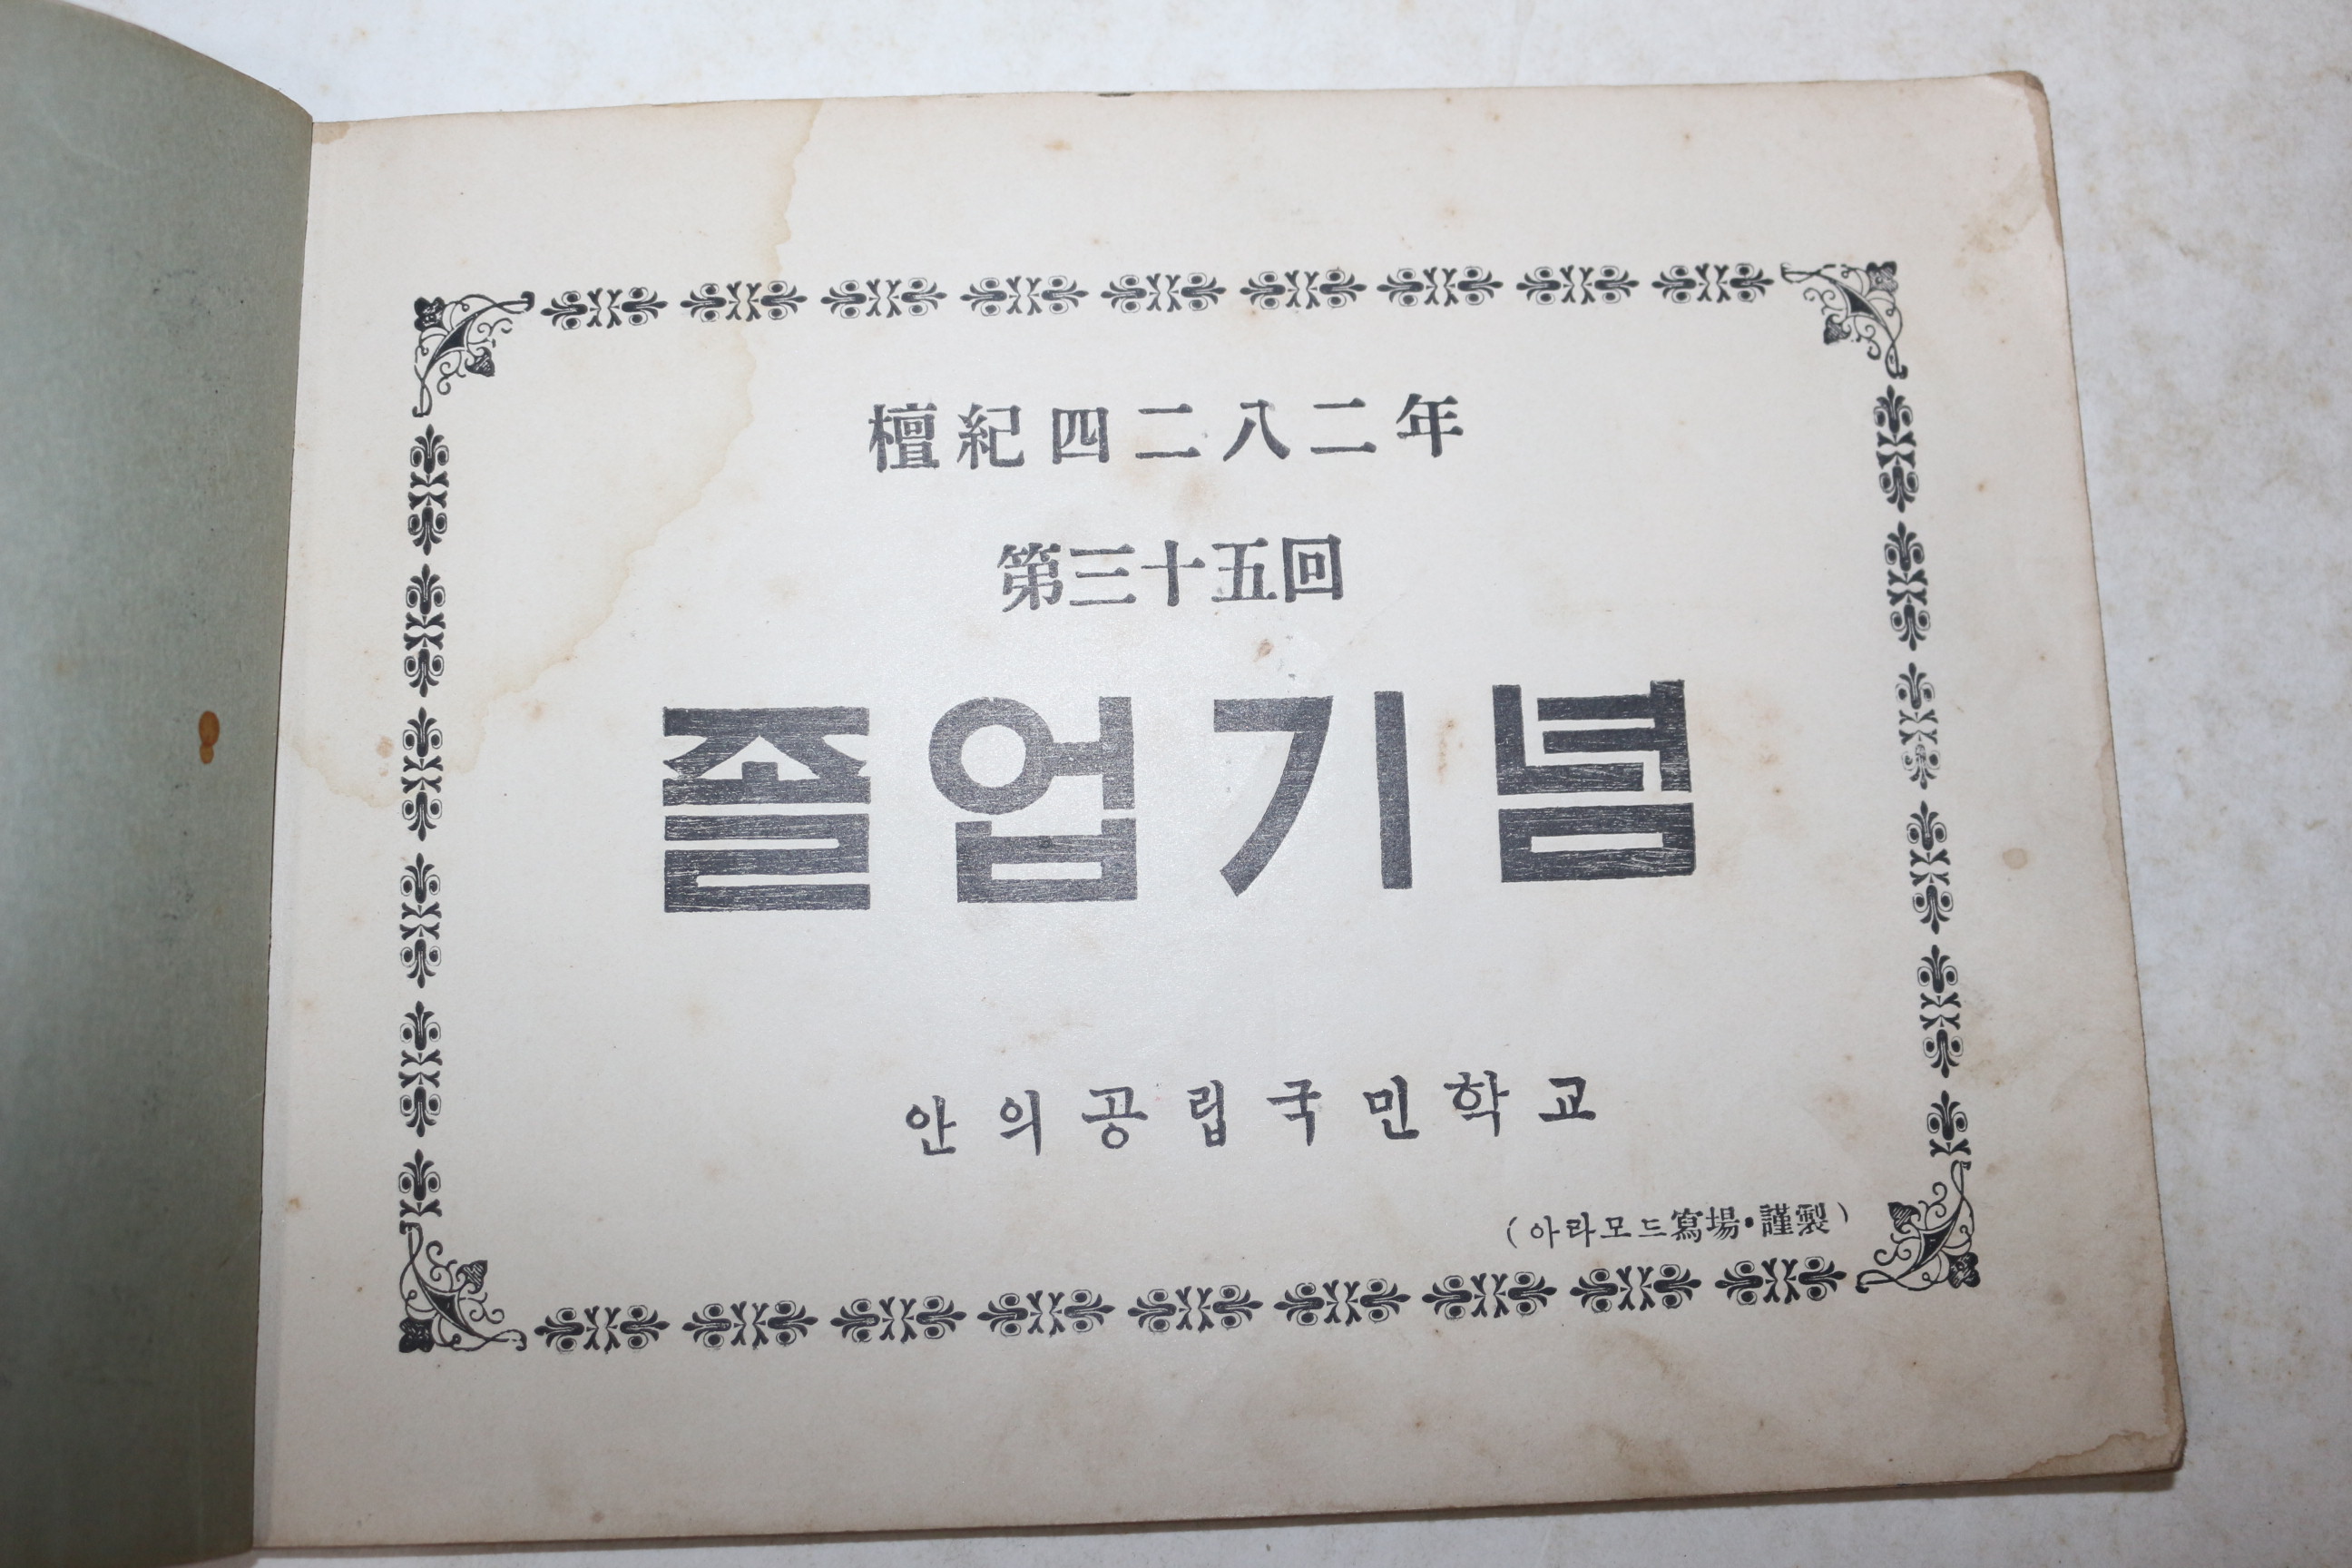 檀紀四二八二年
第三十五回
졸업기념
안의공립국민학교
(아라모드寫場·謹製)